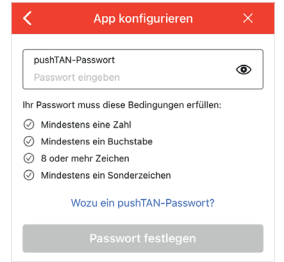 App konfigurieren
pushTAN-Passwort
Passwort eingeben
Ihr Passwort muss diese Bedingungen erfüllen:
Mindestens eine Zahl
Mindestens ein Buchstabe
8 oder mehr Zeichen
Mindestens ein Sonderzeichen
Wozu ein pushTAN-Passwort?
Passwort festlegen